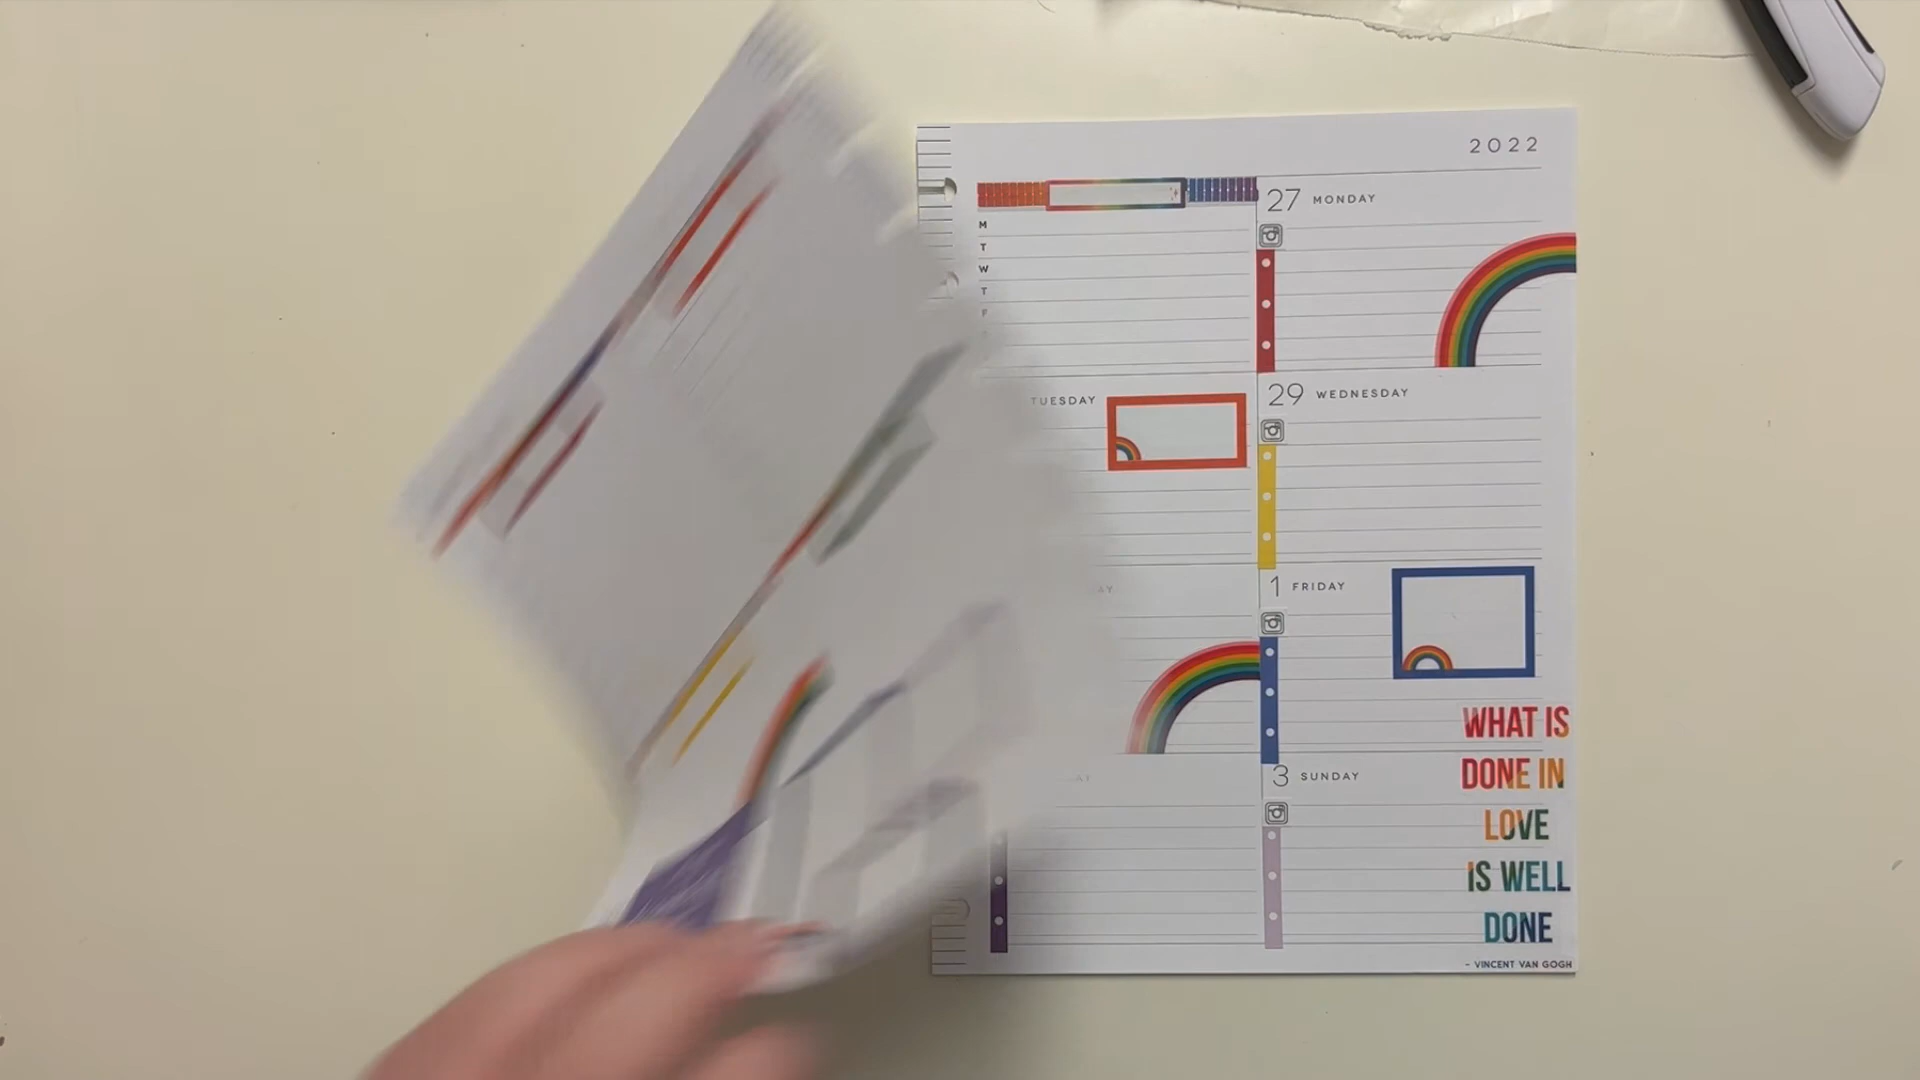 2022
27 MONDAY
M
T
W
T
F
TUESDAY
29 WEDNESDAY
1 FRIDAY
3 SUNDAY
WHAT IS
DONE IN
LOVE
IS WELL
DONE
- VINCENT VAN GOGH